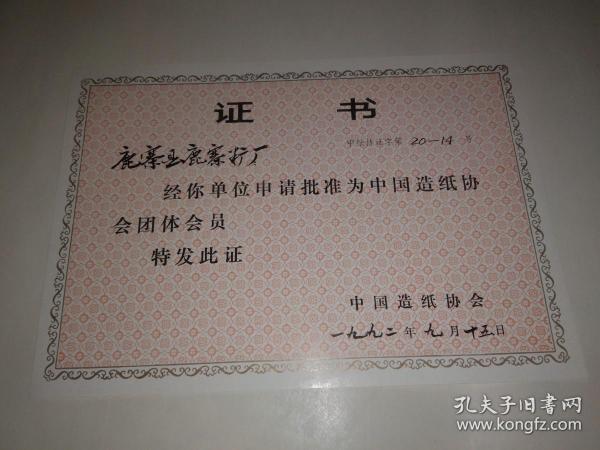 证 书
中纸协证字第 20-14 号
鹿寨县鹿寨纸厂
经你单位申请批准为中国造纸协
会团体会员
特发此证
中国造纸协会
一九九二年九月十五日
孔夫子旧书网
www.kongfz.com